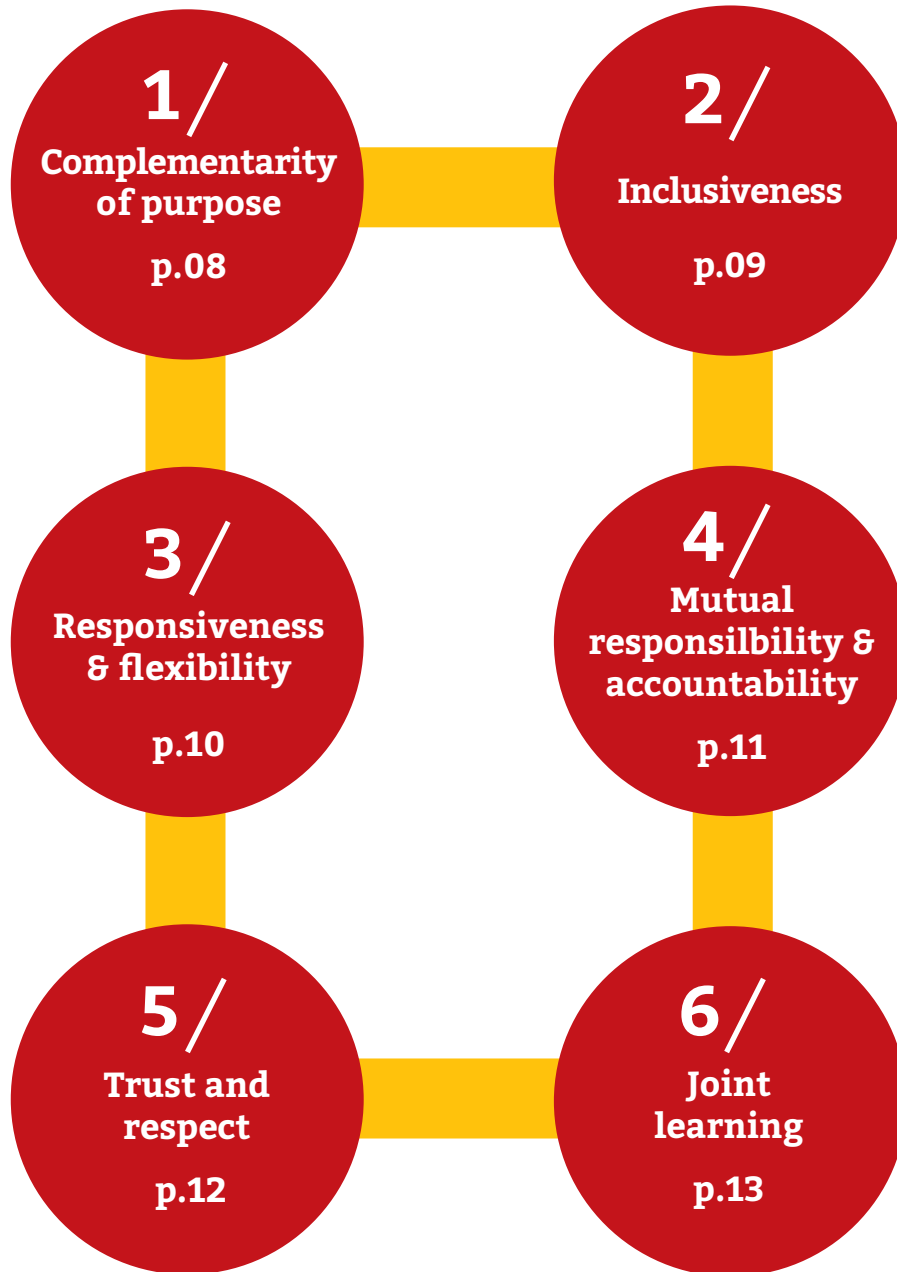 1/
Complementarity
of purpose
p.08
2/
Inclusiveness
p.09
3/
Responsiveness
& flexibility
p.10
4/
Mutual
responsilbility &
accountability
p.11
5/
Trust and
respect
p.12
6/
Joint
learning
p.13